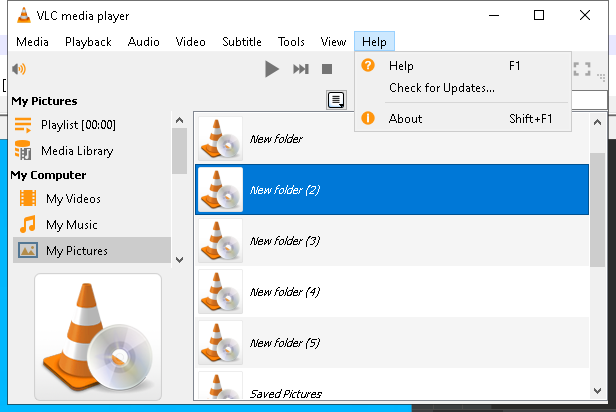 VLC media player
Media Playback Audio Video Subtitle Tools View Help
Help F1
Check for Updates...
About Shift+F1
My Pictures
Playlist [00:00]
Media Library
My Computer
My Videos
My Music
My Pictures
New folder
New folder (2)
New folder (3)
New folder (4)
New folder (5)
Saved Pictures